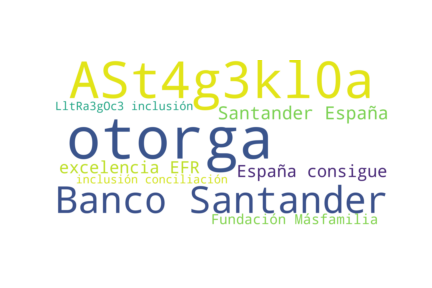 ASt4g3kl0a
LltRa3gOc3 inclusión
Santander España
otorga
excelencia EFR
España consigue
inclusión conciliación
Banco Santander
Fundación Másfamilia